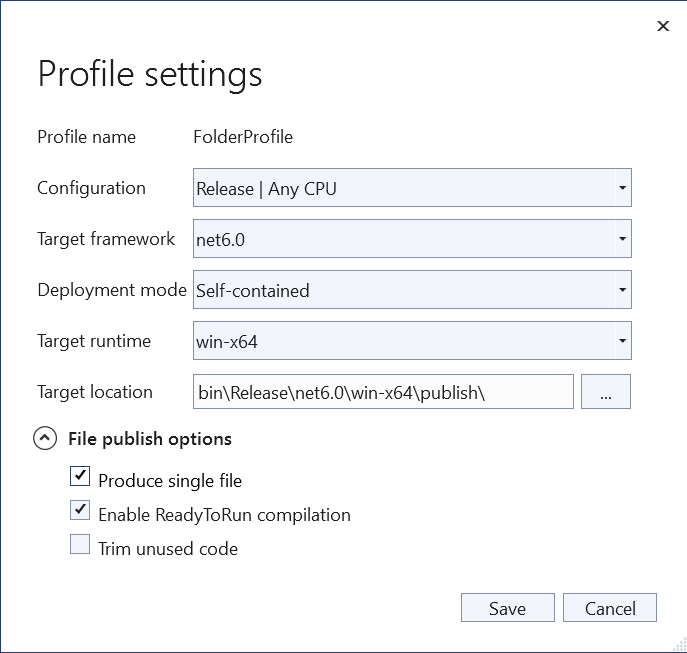 Profile settings
Profile name FolderProfile
Configuration Release | Any CPU
Target framework net6.0
Deployment mode Self-contained
Target runtime win-x64
Target location bin\Release\net6.0\win-x64\publish\ ...
File publish options
Produce single file
Enable ReadyToRun compilation
Trim unused code
Save Cancel